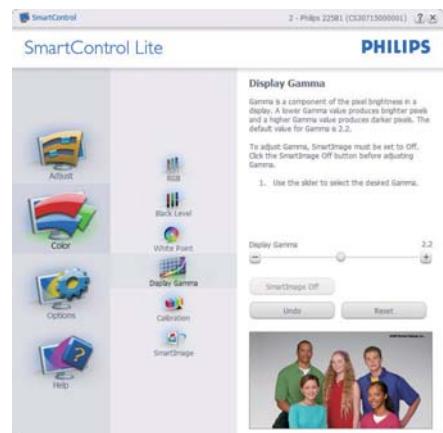 SmartControl
2 - Philips 225B1 (CS30715000001)
? X
SmartControl Lite
PHILIPS
Adjust
Color
Options
Help
RGB
Black Level
White Point
Display Gamma
Calibration
SmartImage
Display Gamma
Gamma is a component of the pixel brightness in a
display. A lower Gamma value produces brighter pixels
and a higher Gamma value produces darker pixels. The
default value for Gamma is 2.2.
To adjust Gamma, SmartImage must be set to Off.
Click the SmartImage Off button before adjusting
Gamma.
1. Use the slider to select the desired Gamma.
Display Gamma
2.2
SmartImage Off
Undo
Reset